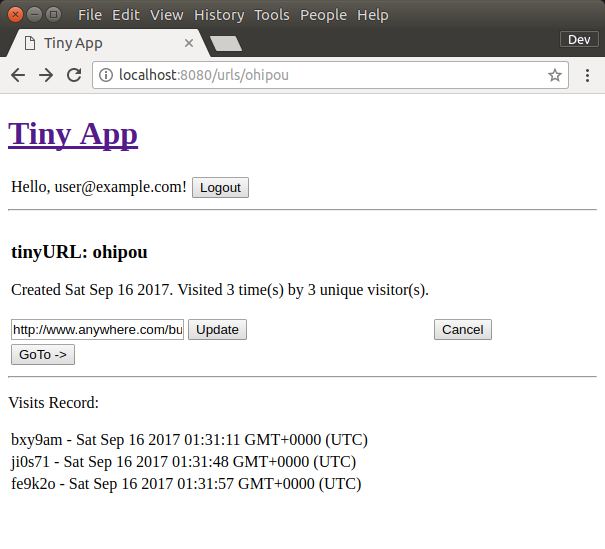 File Edit View History Tools People Help
Tiny App
Dev
localhost:8080/urls/ohipou
Tiny App
Hello, user@example.com! Logout
tinyURL: ohipou
Created Sat Sep 16 2017. Visited 3 time(s) by 3 unique visitor(s).
http://www.anywhere.com/bu Update Cancel
GoTo ->
Visits Record:
bxy9am - Sat Sep 16 2017 01:31:11 GMT+0000 (UTC)
ji0s71 - Sat Sep 16 2017 01:31:48 GMT+0000 (UTC)
fe9k2o - Sat Sep 16 2017 01:31:57 GMT+0000 (UTC)